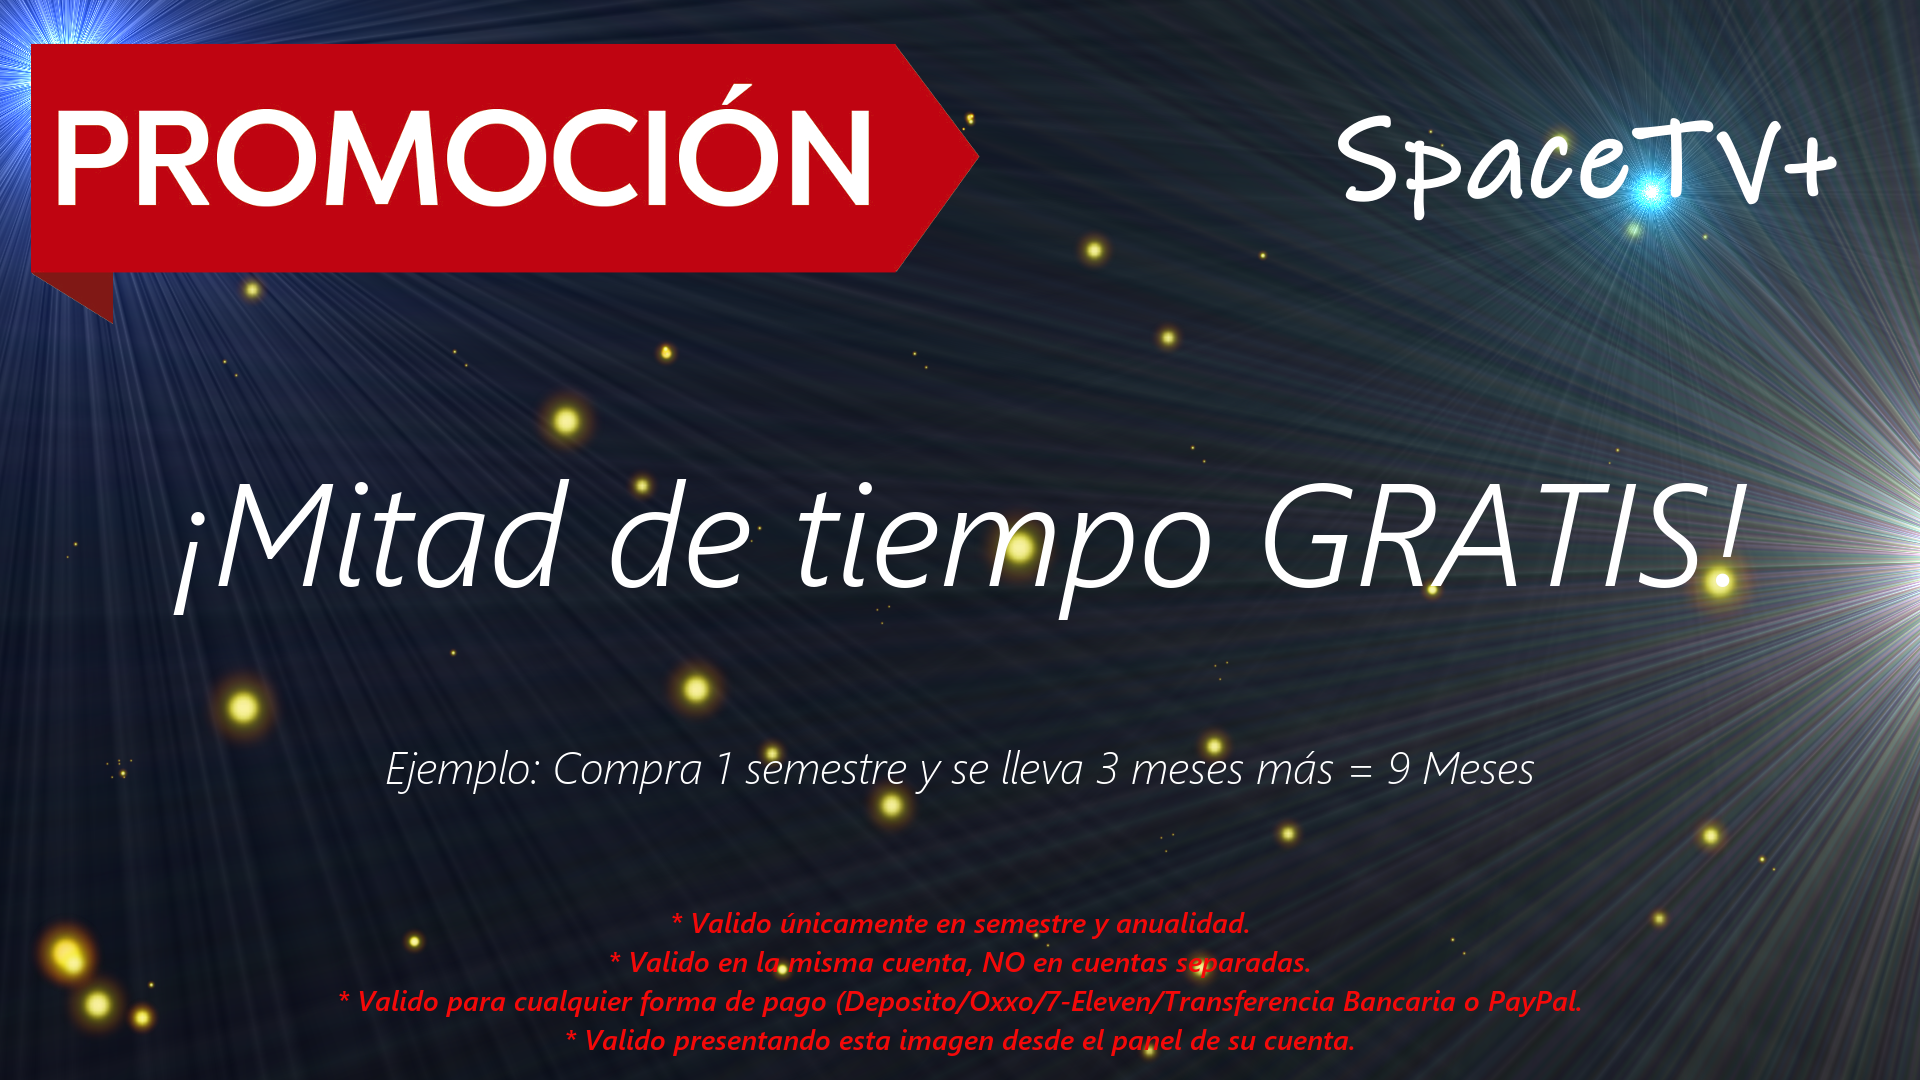 PROMOCIÓN
SpaceTV+
¡Mitad de tiempo GRATIS!
Ejemplo: Compra 1 semestre y se lleva 3 meses más = 9 Meses
* Valido únicamente en semestre y anualidad.
* Valido en la misma cuenta, NO en cuentas separadas.
* Valido para cualquier forma de pago (Deposito/Oxxo/7-Eleven/Transferencia Bancaria o PayPal.
* Valido presentando esta imagen desde el panel de su cuenta.